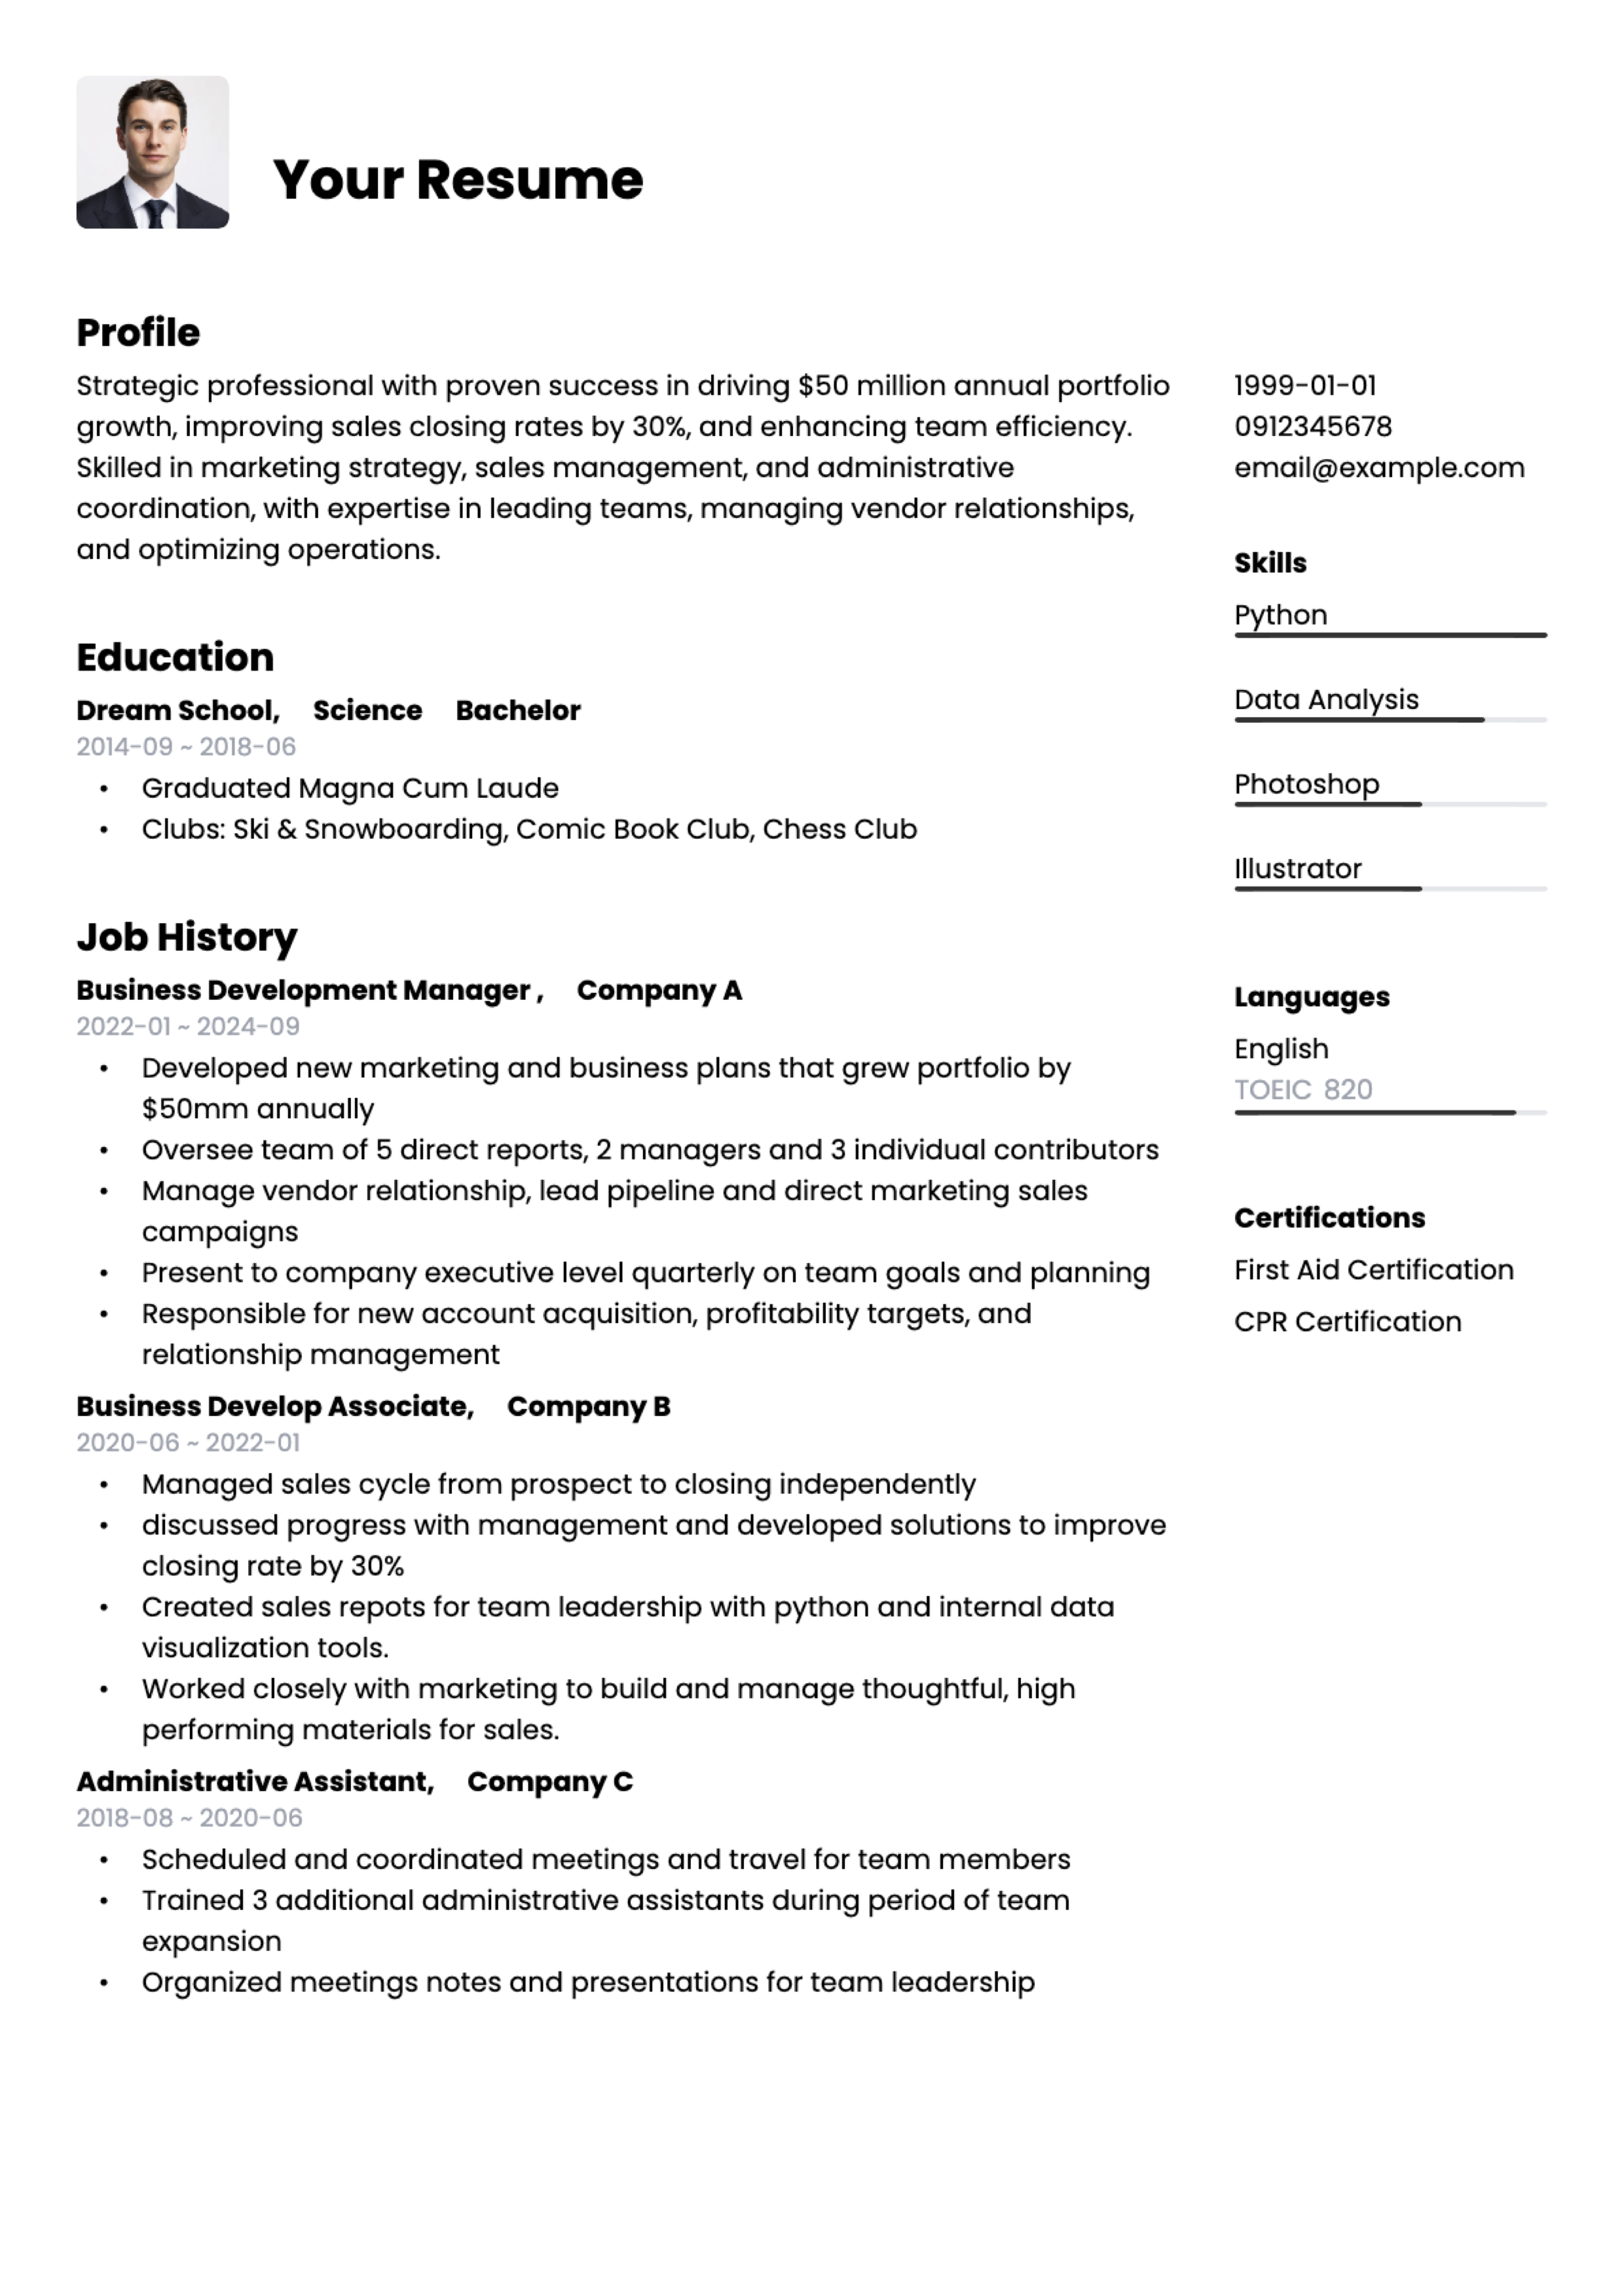 Your Resume
Profile
Strategic professional with proven success in driving $50 million annual portfolio
growth, improving sales closing rates by 30%, and enhancing team efficiency.
Skilled in marketing strategy, sales management, and administrative
coordination, with expertise in leading teams, managing vendor relationships,
and optimizing operations.
Education
Dream School, Science Bachelor
2014-09 ~ 2018-06
• Graduated Magna Cum Laude
• Clubs: Ski & Snowboarding, Comic Book Club, Chess Club
Job History
Business Development Manager , Company A
2022-01 ~ 2024-09
• Developed new marketing and business plans that grew portfolio by
$50mm annually
• Oversee team of 5 direct reports, 2 managers and 3 individual contributors
• Manage vendor relationship, lead pipeline and direct marketing sales
campaigns
• Present to company executive level quarterly on team goals and planning
• Responsible for new account acquisition, profitability targets, and
relationship management
Business Develop Associate, Company B
2020-06 ~ 2022-01
• Managed sales cycle from prospect to closing independently
• discussed progress with management and developed solutions to improve
closing rate by 30%
• Created sales repots for team leadership with python and internal data
visualization tools.
• Worked closely with marketing to build and manage thoughtful, high
performing materials for sales.
Administrative Assistant, Company C
2018-08 ~ 2020-06
• Scheduled and coordinated meetings and travel for team members
• Trained 3 additional administrative assistants during period of team
expansion
• Organized meetings notes and presentations for team leadership
1999-01-01
0912345678
email@example.com
Skills
Python
Data Analysis
Photoshop
Illustrator
Languages
English
TOEIC 820
Certifications
First Aid Certification
CPR Certification